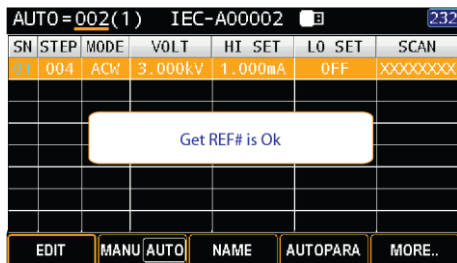 AUTO=002(1) IEC-A00002 B 232
SN STEP MODE VOLT HI SET LO SET SCAN
01 004 ACW 3.000kV 1.000mA OFF XXXXXXXX
Get REF# is Ok
EDIT MANU AUTO NAME AUTOPARA MORE..